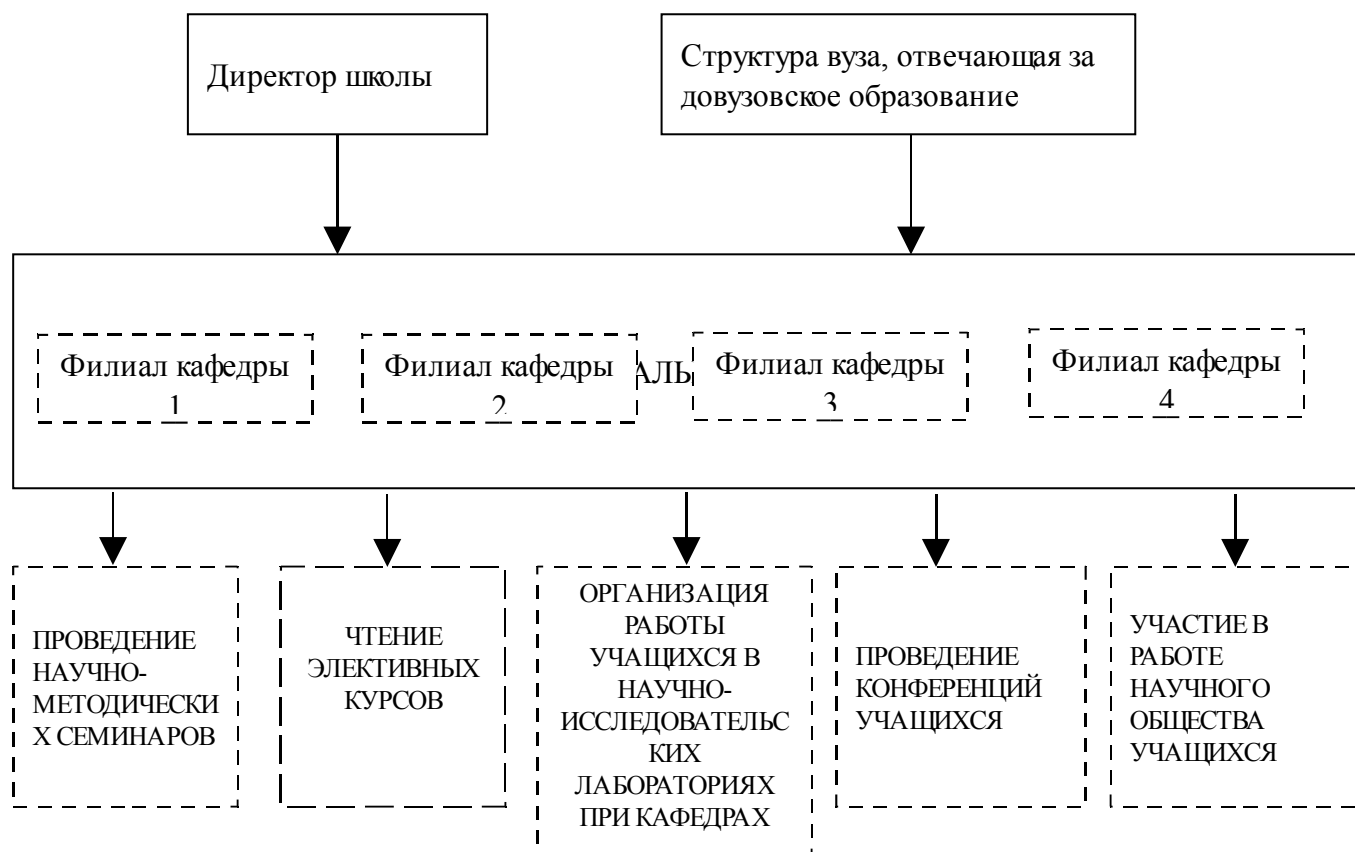 Директор школы
Структура вуза, отвечающая за
довузовское образование
Филиал кафедры
1
Филиал кафедры
2
АЛЬ
Филиал кафедры
3
Филиал кафедры
4
ПРОВЕДЕНИЕ
НАУЧНО-
МЕТОДИЧЕСКИ
Х СЕМИНАРОВ
ЧТЕНИЕ
ЭЛЕКТИВНЫХ
КУРСОВ
ОРГАНИЗАЦИЯ
РАБОТЫ
УЧАЩИХСЯ В
НАУЧНО-
ИССЛЕДОВАТЕЛЬС
КИХ
ЛАБОРАТОРИЯХ
ПРИ КАФЕДРАХ
ПРОВЕДЕНИЕ
КОНФЕРЕНЦИЙ
УЧАЩИХСЯ
УЧАСТИЕ В
РАБОТЕ
НАУЧНОГО
ОБЩЕСТВА
УЧАЩИХСЯ